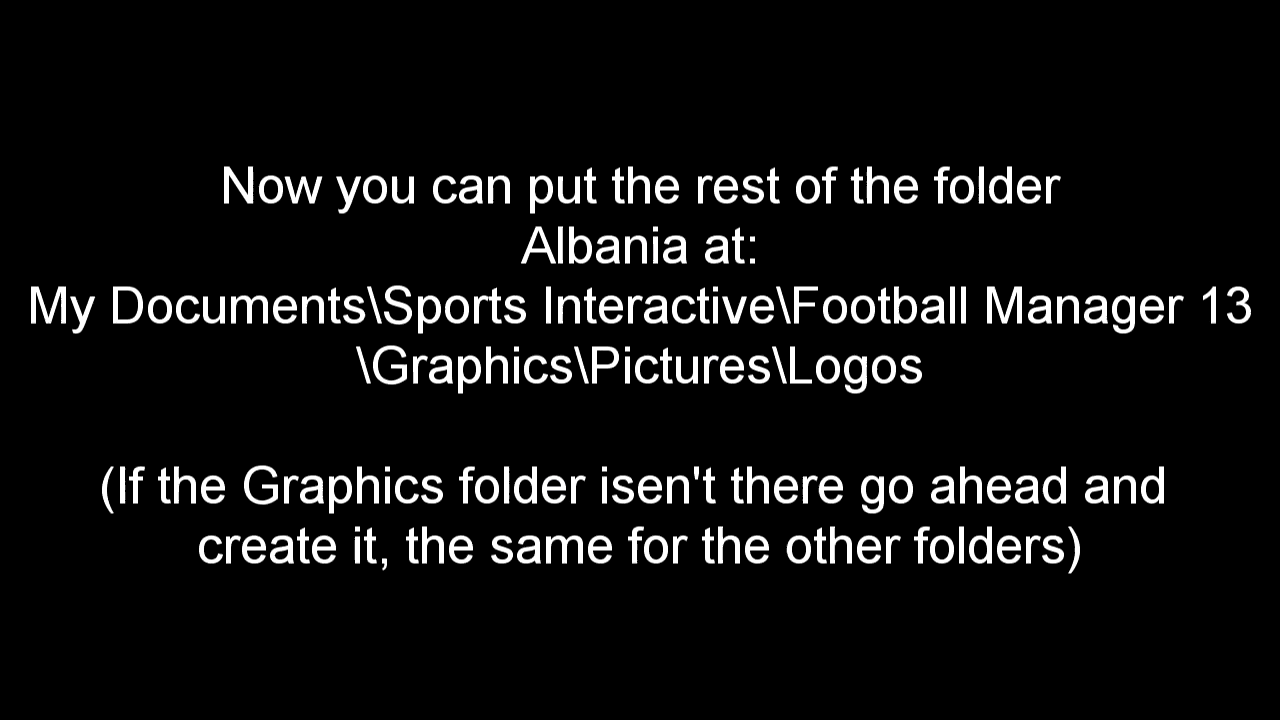 Now you can put the rest of the folder
Albania at:
My Documents\Sports Interactive\Football Manager 13
\Graphics\Pictures\Logos
(If the Graphics folder isen't there go ahead and
create it, the same for the other folders)